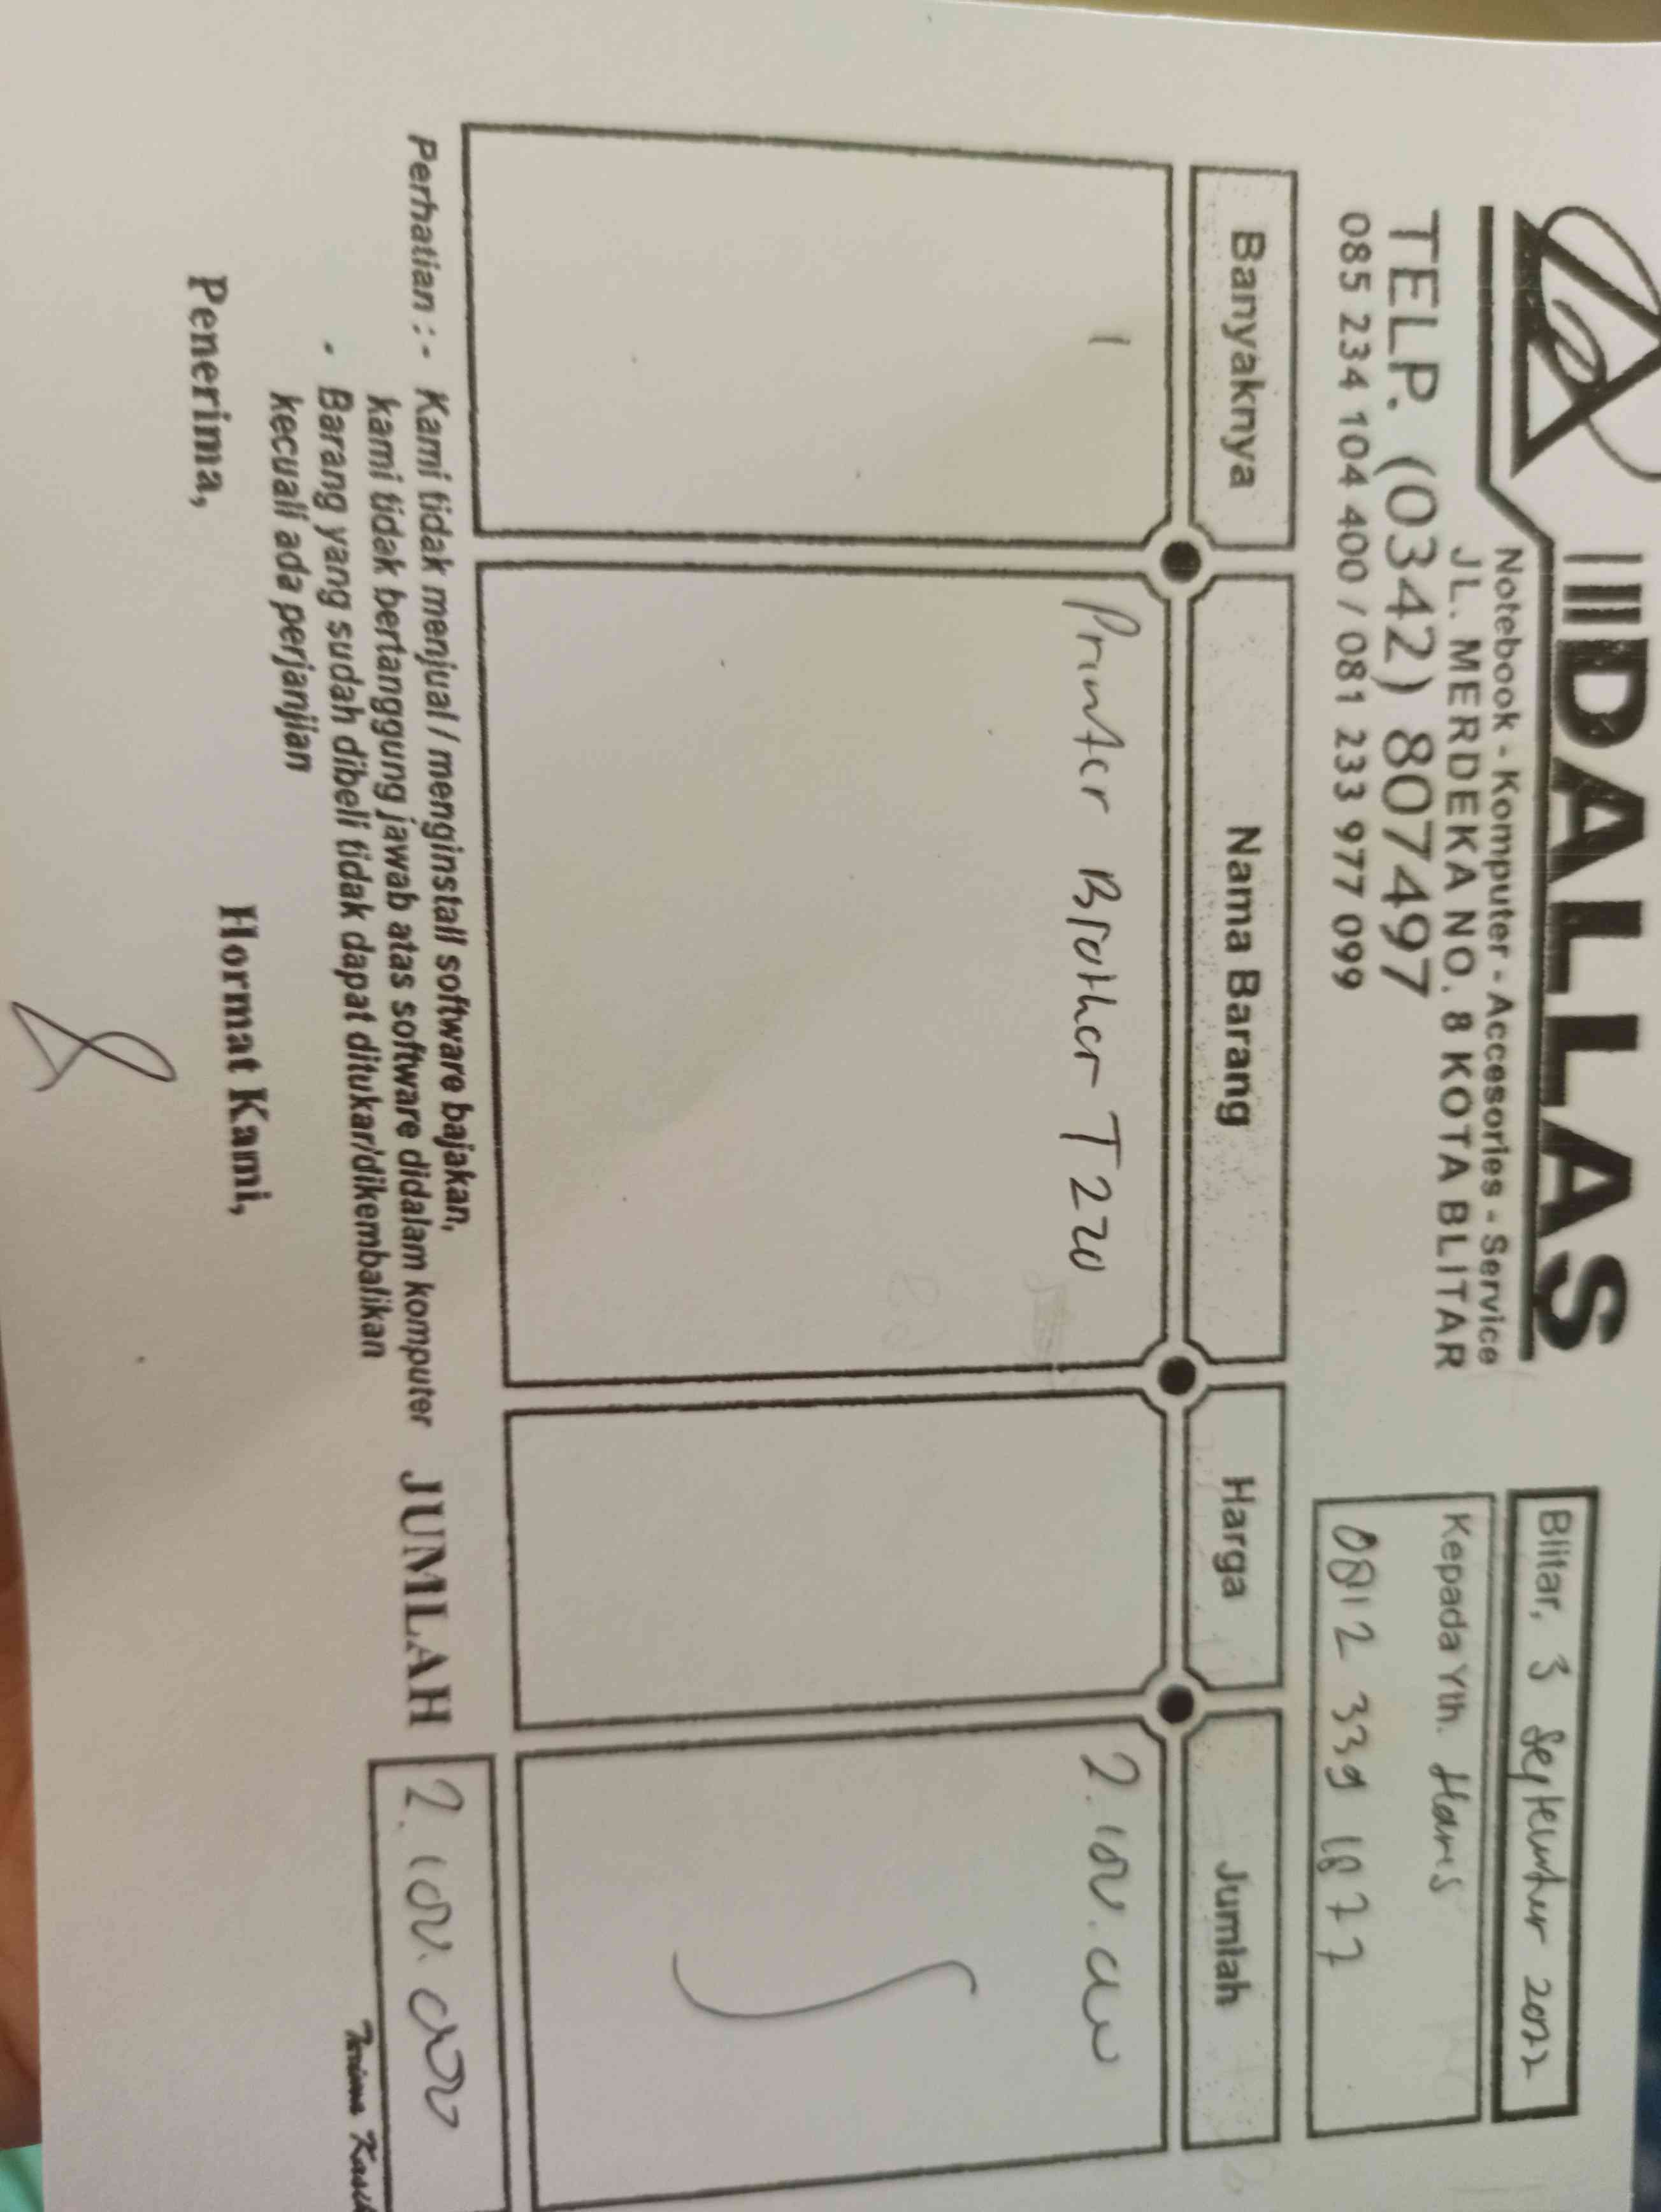 DALLAS
Notebook - Komputer - Accesories - Service
JL. MERDEKA NO. 8 KOTA BLITAR
TELP. (0342) 807497
085 234 104 400 / 081 233 977 099
Blitar, 3 September 2022
Kepada Yth. Haris
0812 339 1877
Banyaknya Nama Barang Harga Jumlah
1 Printer Brother T220 2.100.000
Perhatian : - Kami tidak menjual / menginstall software bajakan,
kami tidak bertanggung jawab atas software didalam komputer
- Barang yang sudah dibeli tidak dapat ditukar/dikembalikan
kecuali ada perjanjian
JUMLAH 2.100.000
Terima
Penerima, Hormat Kami,